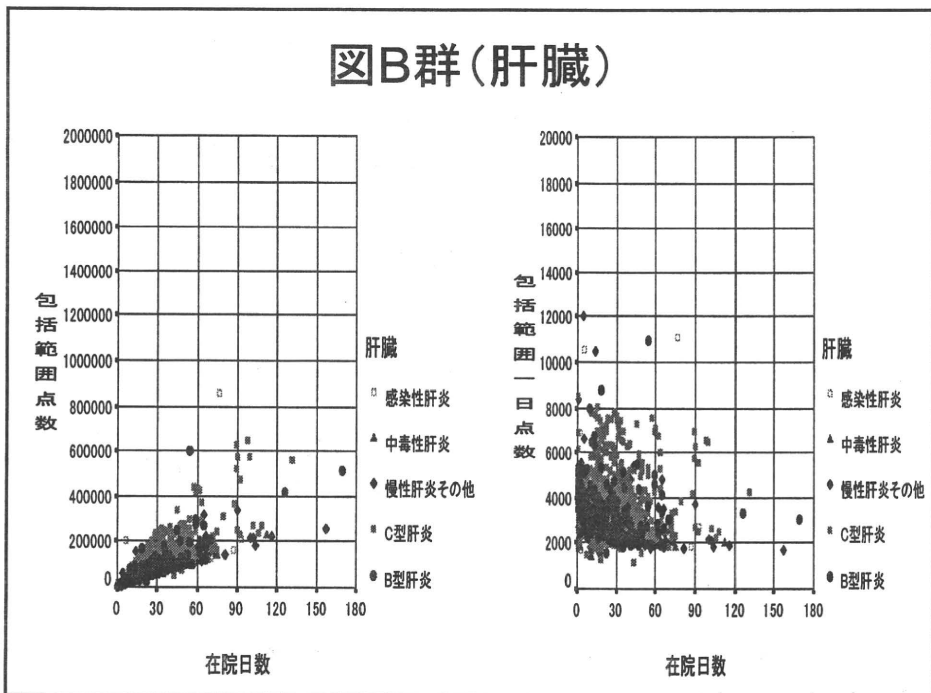 図B群(肝臓)
包括範囲点数
2000000
1800000
1600000
1400000
1200000
1000000
800000
600000
400000
200000
0
0 30 60 90 120 150 180
在院日数
肝臓
感染性肝炎
中毒性肝炎
慢性肝炎その他
C型肝炎
B型肝炎
包括範囲一日点数
20000
18000
16000
14000
12000
10000
8000
6000
4000
2000
0
0 30 60 90 120 150 180
在院日数
肝臓
感染性肝炎
中毒性肝炎
慢性肝炎その他
C型肝炎
B型肝炎